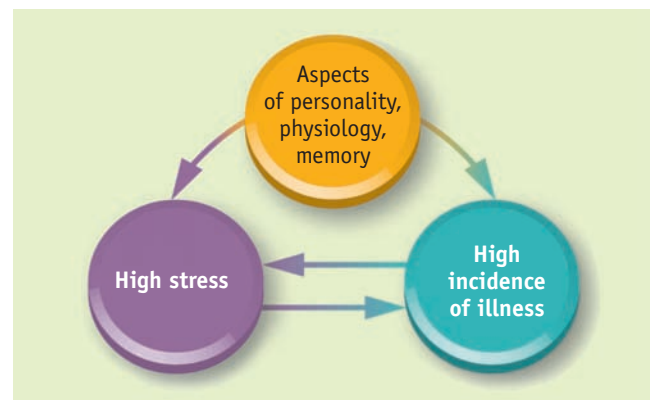 Aspects
of personality,
physiology,
memory
High stress
High
incidence
of illness